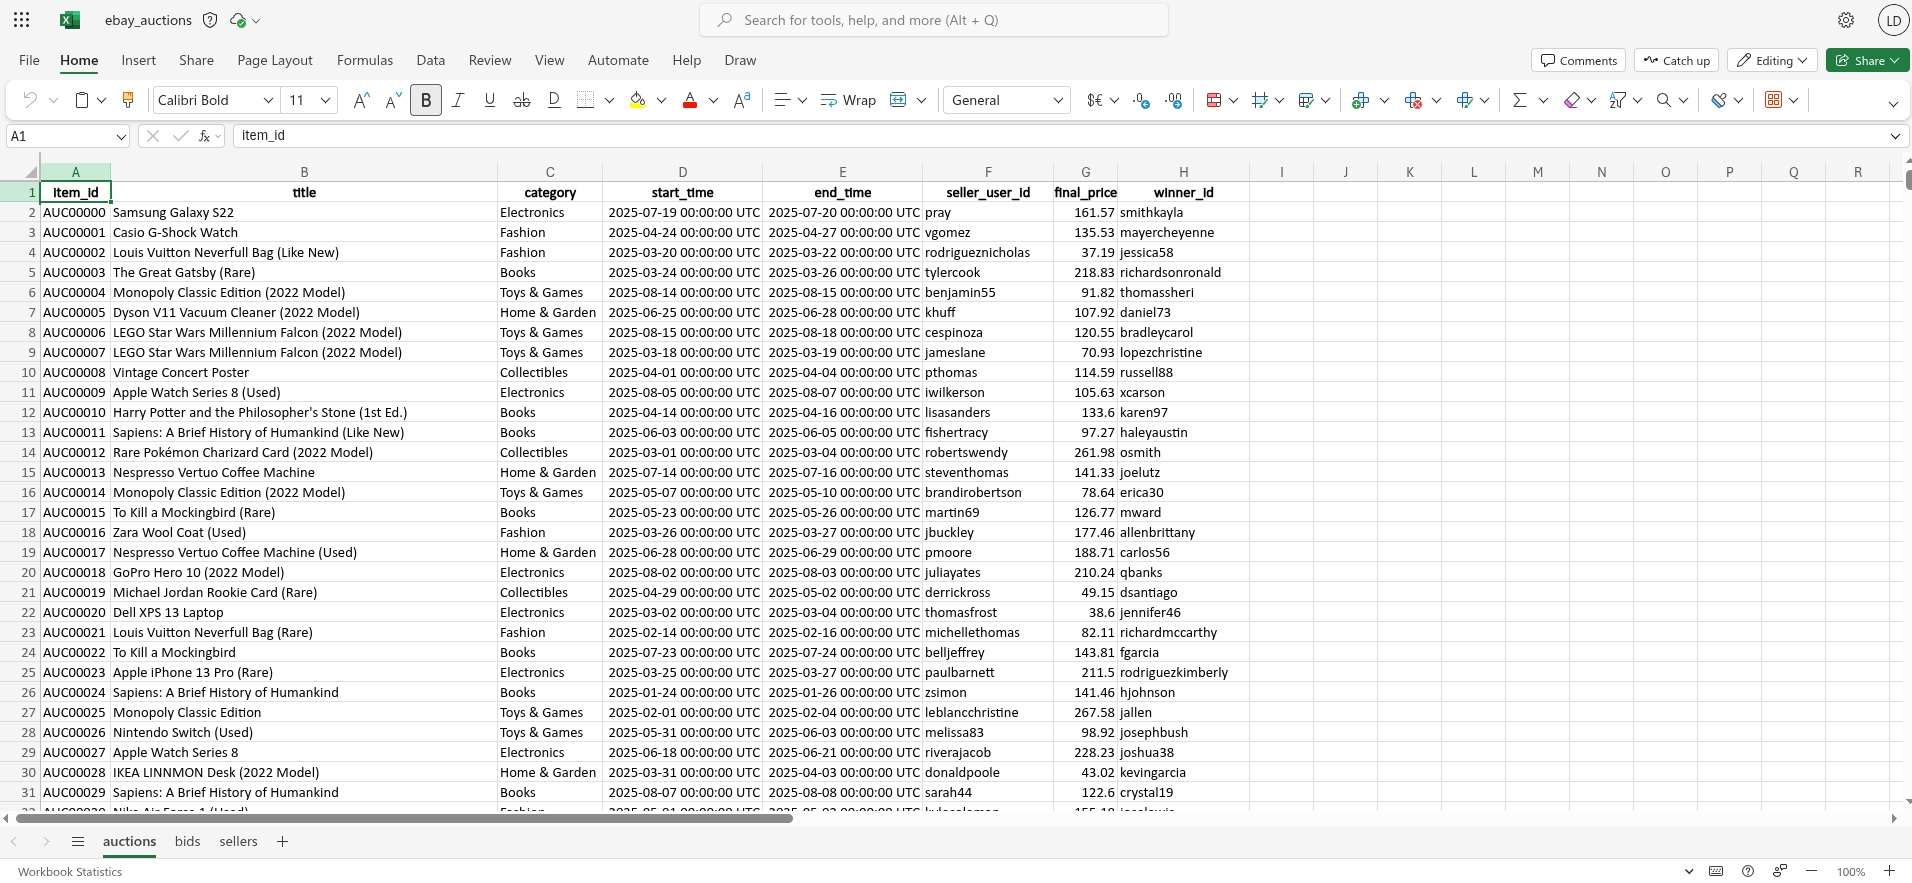 ebay_auctions
Search for tools, help, and more (Alt + Q)
LD
File Home Insert Share Page Layout Formulas Data Review View Automate Help Draw
Comments Catch up Editing Share
Calibri Bold 11 A A B I U ab D A Aa Wrap General $€ .0 .00
A1 fx item_id
A B C D E F G H I J K L M N O P Q R
1 item_id title category start_time end_time seller_user_id final_price winner_id
2 AUC00000 Samsung Galaxy S22 Electronics 2025-07-19 00:00:00 UTC 2025-07-20 00:00:00 UTC pray 161.57 smithkayla
3 AUC00001 Casio G-Shock Watch Fashion 2025-04-24 00:00:00 UTC 2025-04-27 00:00:00 UTC vgomez 135.53 mayercheyenne
4 AUC00002 Louis Vuitton Neverfull Bag (Like New) Fashion 2025-03-20 00:00:00 UTC 2025-03-22 00:00:00 UTC rodrigueznicholas 37.19 jessica58
5 AUC00003 The Great Gatsby (Rare) Books 2025-03-24 00:00:00 UTC 2025-03-26 00:00:00 UTC tylercook 218.83 richardsonronald
6 AUC00004 Monopoly Classic Edition (2022 Model) Toys & Games 2025-08-14 00:00:00 UTC 2025-08-15 00:00:00 UTC benjamin55 91.82 thomassheri
7 AUC00005 Dyson V11 Vacuum Cleaner (2022 Model) Home & Garden 2025-06-25 00:00:00 UTC 2025-06-28 00:00:00 UTC khuff 107.92 daniel73
8 AUC00006 LEGO Star Wars Millennium Falcon (2022 Model) Toys & Games 2025-08-15 00:00:00 UTC 2025-08-18 00:00:00 UTC cespinoza 120.55 bradleycarol
9 AUC00007 LEGO Star Wars Millennium Falcon (2022 Model) Toys & Games 2025-03-18 00:00:00 UTC 2025-03-19 00:00:00 UTC jameslane 70.93 lopezchristine
10 AUC00008 Vintage Concert Poster Collectibles 2025-04-01 00:00:00 UTC 2025-04-04 00:00:00 UTC pthomas 114.59 russell88
11 AUC00009 Apple Watch Series 8 (Used) Electronics 2025-08-05 00:00:00 UTC 2025-08-07 00:00:00 UTC iwilkerson 105.63 xcarson
12 AUC00010 Harry Potter and the Philosopher's Stone (1st Ed.) Books 2025-04-14 00:00:00 UTC 2025-04-16 00:00:00 UTC lisasanders 133.6 karen97
13 AUC00011 Sapiens: A Brief History of Humankind (Like New) Books 2025-06-03 00:00:00 UTC 2025-06-05 00:00:00 UTC fishertracy 97.27 haleyaustin
14 AUC00012 Rare Pokémon Charizard Card (2022 Model) Collectibles 2025-03-01 00:00:00 UTC 2025-03-04 00:00:00 UTC robertswendy 261.98 osmith
15 AUC00013 Nespresso Vertuo Coffee Machine Home & Garden 2025-07-14 00:00:00 UTC 2025-07-16 00:00:00 UTC steventhomas 141.33 joelutz
16 AUC00014 Monopoly Classic Edition (2022 Model) Toys & Games 2025-05-07 00:00:00 UTC 2025-05-10 00:00:00 UTC brandirobertson 78.64 erica30
17 AUC00015 To Kill a Mockingbird (Rare) Books 2025-05-23 00:00:00 UTC 2025-05-26 00:00:00 UTC martin69 126.77 mward
18 AUC00016 Zara Wool Coat (Used) Fashion 2025-03-26 00:00:00 UTC 2025-03-27 00:00:00 UTC jbuckley 177.46 allenbrittany
19 AUC00017 Nespresso Vertuo Coffee Machine (Used) Home & Garden 2025-06-28 00:00:00 UTC 2025-06-29 00:00:00 UTC pmoore 188.71 carlos56
20 AUC00018 GoPro Hero 10 (2022 Model) Electronics 2025-08-02 00:00:00 UTC 2025-08-03 00:00:00 UTC juliayates 210.24 qbanks
21 AUC00019 Michael Jordan Rookie Card (Rare) Collectibles 2025-04-29 00:00:00 UTC 2025-05-02 00:00:00 UTC derrickross 49.15 dsantiago
22 AUC00020 Dell XPS 13 Laptop Electronics 2025-03-02 00:00:00 UTC 2025-03-04 00:00:00 UTC thomasfrost 38.6 jennifer46
23 AUC00021 Louis Vuitton Neverfull Bag (Rare) Fashion 2025-02-14 00:00:00 UTC 2025-02-16 00:00:00 UTC michellethomas 82.11 richardmccarthy
24 AUC00022 To Kill a Mockingbird Books 2025-07-23 00:00:00 UTC 2025-07-24 00:00:00 UTC belljeffrey 143.81 fgarcia
25 AUC00023 Apple iPhone 13 Pro (Rare) Electronics 2025-03-25 00:00:00 UTC 2025-03-27 00:00:00 UTC paulbarnett 211.5 rodriguezkimberly
26 AUC00024 Sapiens: A Brief History of Humankind Books 2025-01-24 00:00:00 UTC 2025-01-26 00:00:00 UTC zsimon 141.46 hjohnson
27 AUC00025 Monopoly Classic Edition Toys & Games 2025-02-01 00:00:00 UTC 2025-02-04 00:00:00 UTC leblancchristine 267.58 jallen
28 AUC00026 Nintendo Switch (Used) Toys & Games 2025-05-31 00:00:00 UTC 2025-06-03 00:00:00 UTC melissa83 98.92 josephbush
29 AUC00027 Apple Watch Series 8 Electronics 2025-06-18 00:00:00 UTC 2025-06-21 00:00:00 UTC riverajacob 228.23 joshua38
30 AUC00028 IKEA LINNMON Desk (2022 Model) Home & Garden 2025-03-31 00:00:00 UTC 2025-04-03 00:00:00 UTC donaldpoole 43.02 kevingarcia
31 AUC00029 Sapiens: A Brief History of Humankind Books 2025-08-07 00:00:00 UTC 2025-08-08 00:00:00 UTC sarah44 122.6 crystal19
auctions bids sellers
Workbook Statistics 100%